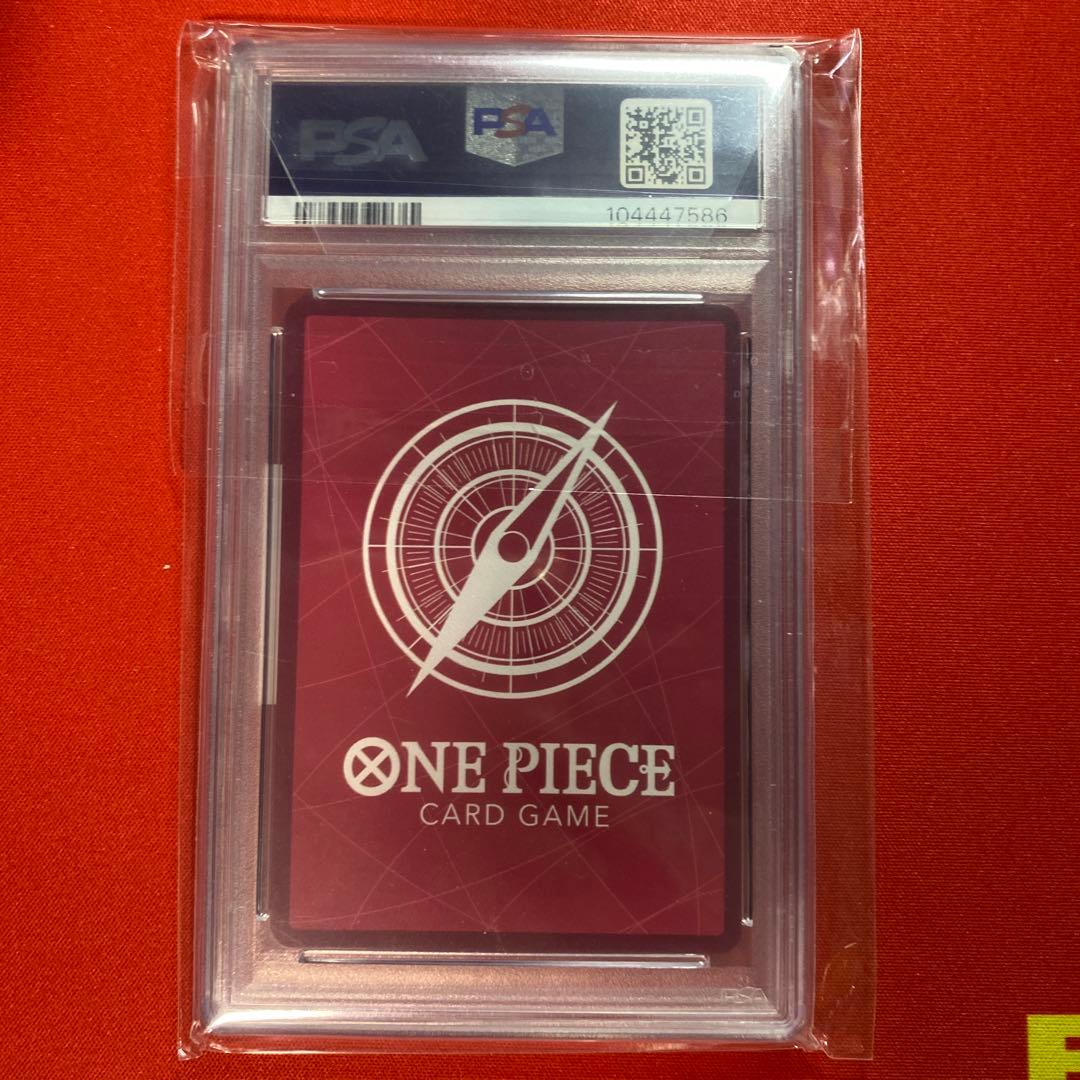 PSA
PSA
104447586
ONE PIECE
CARD GAME